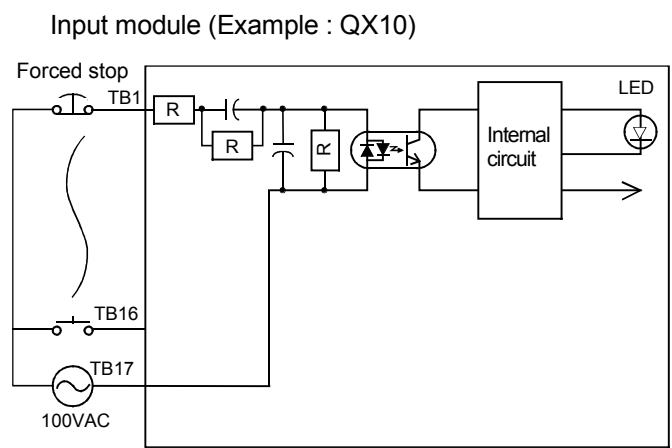 Input module (Example : QX10)
Forced stop
TB1
R
R
R
Internal
circuit
LED
TB16
TB17
100VAC